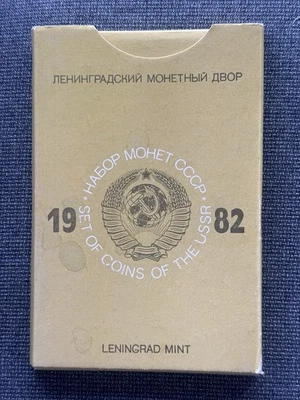 ЛЕНИНГРАДСКИЙ МОНЕТНЫЙ ДВОР
· НАБОР МОНЕТ СССР ·
19 82
SET OF COINS OF THE USSR
LENINGRAD MINT